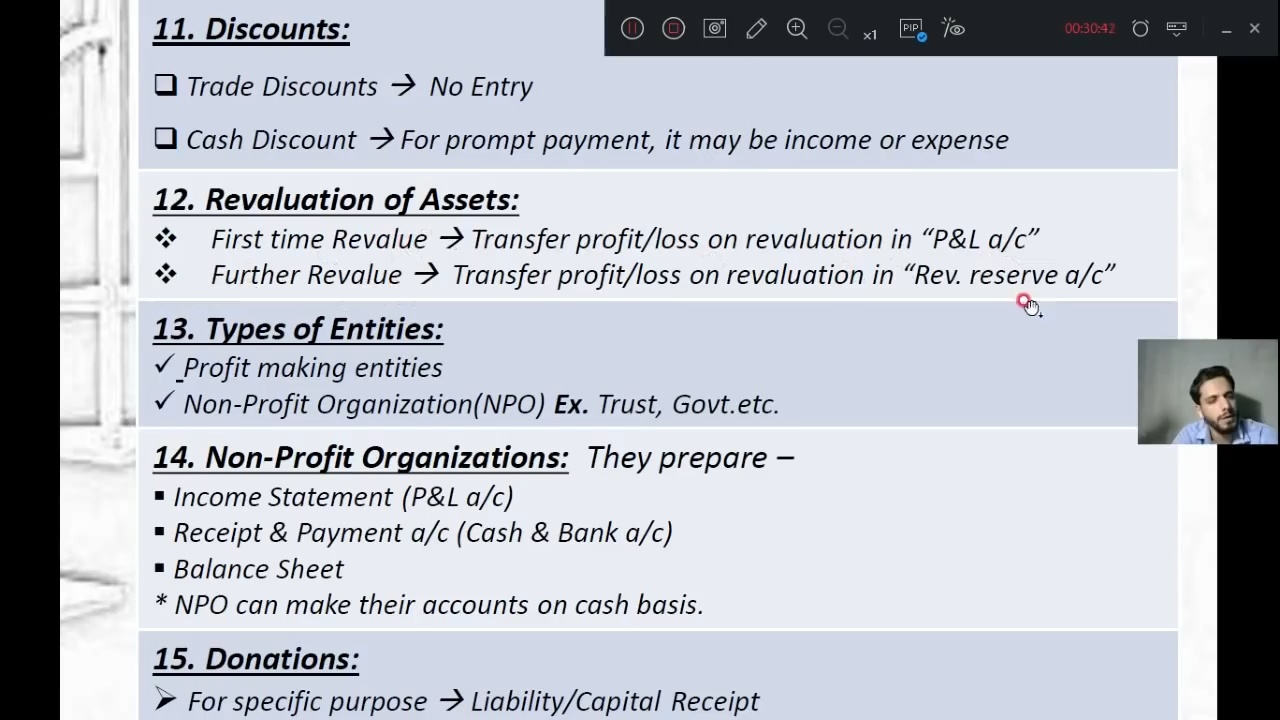 11. Discounts:
x1
PIP
00:30:42
❑ Trade Discounts → No Entry
❑ Cash Discount → For prompt payment, it may be income or expense
12. Revaluation of Assets:
❖ First time Revalue → Transfer profit/loss on revaluation in “P&L a/c”
❖ Further Revalue → Transfer profit/loss on revaluation in “Rev. reserve a/c”
13. Types of Entities:
✓ Profit making entities
✓ Non-Profit Organization(NPO) Ex. Trust, Govt.etc.
14. Non-Profit Organizations: They prepare –
▪ Income Statement (P&L a/c)
▪ Receipt & Payment a/c (Cash & Bank a/c)
▪ Balance Sheet
* NPO can make their accounts on cash basis.
15. Donations:
➢ For specific purpose → Liability/Capital Receipt